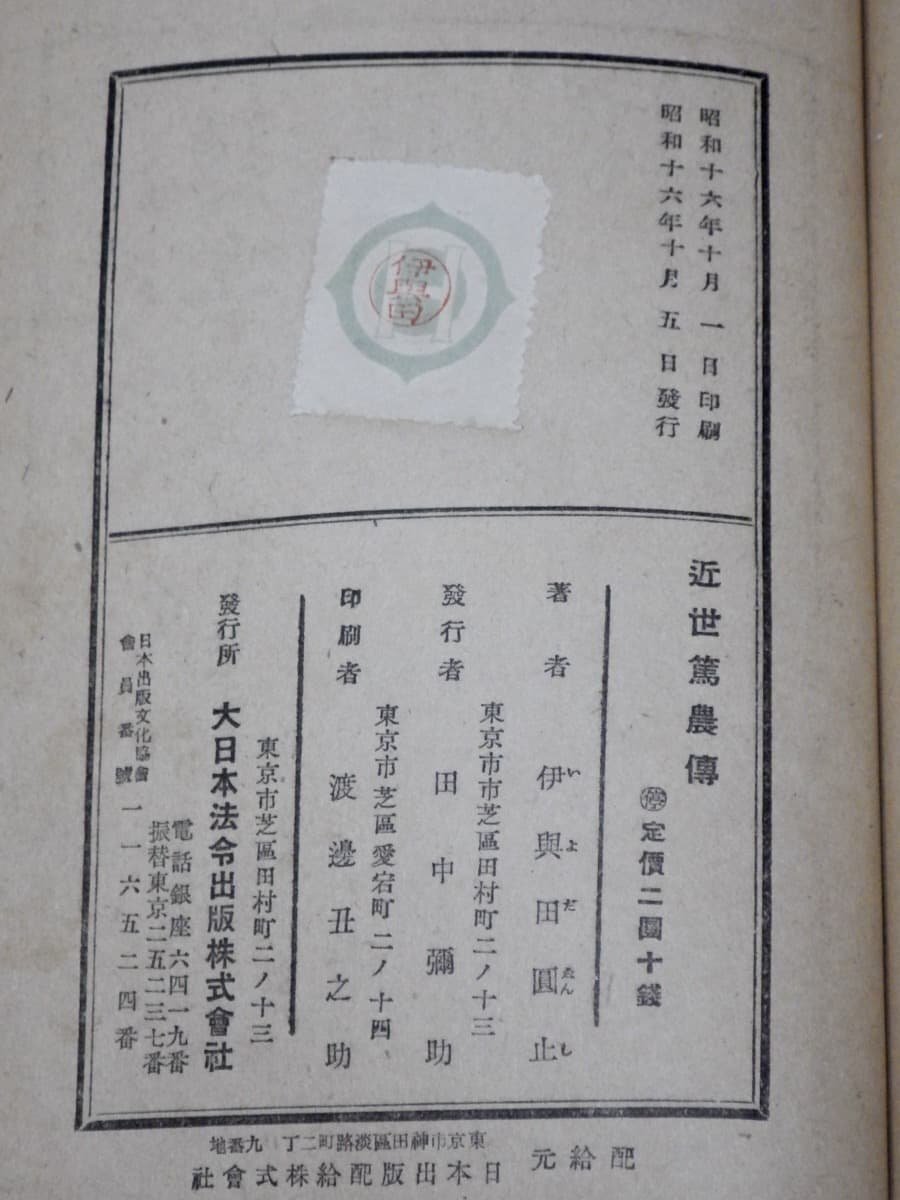 昭和十六年十月一日印刷
昭和十六年十月五日發行
伊與田
近世篤農傳
停定價二圓十錢
著者 伊與田圓止
いよだゑんし
東京市市芝區田村町二ノ十三
發行者 田中彌助
東京市芝區愛宕町二ノ十四
印刷者 渡邊丑之助
東京市芝區田村町二ノ十三
發行所 大日本法令出版株式會社
電話銀座六四一九番
振替東京二五二三七番
日本出版文化協會
會員番號 一一六五二四番
配給元
東京市神田區淡路町二丁 九番地
日本出版配給株式會社